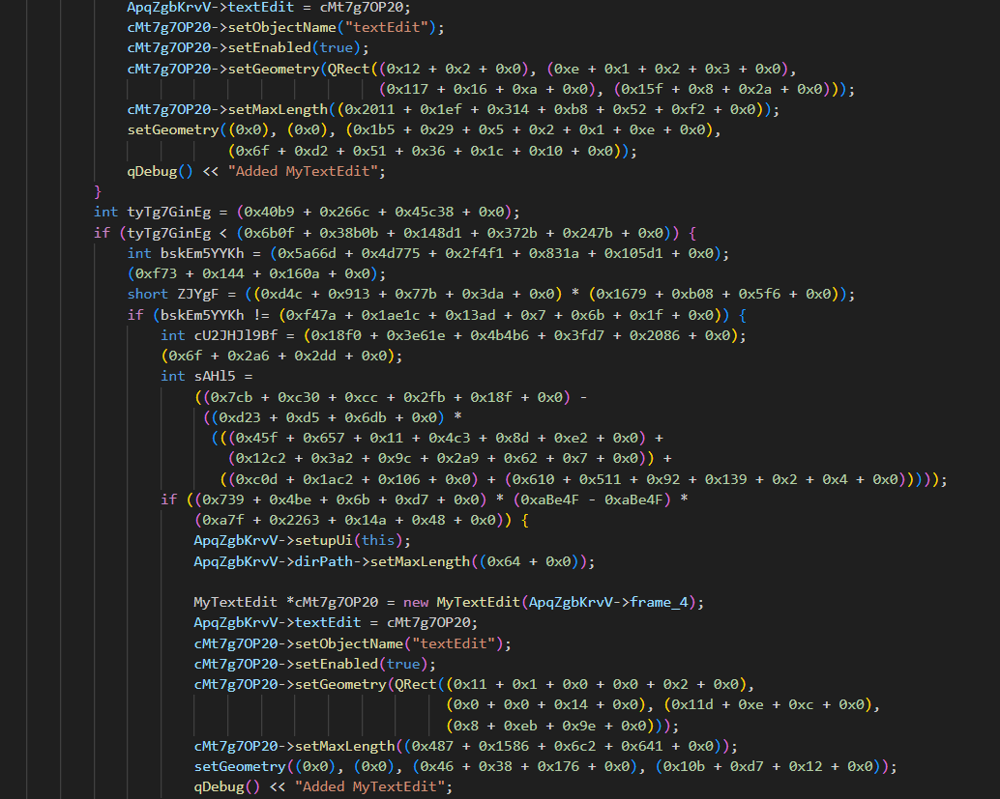 ApqZgbKrvV->textEdit = cMt7g7OP20;
cMt7g7OP20->setObjectName("textEdit");
cMt7g7OP20->setEnabled(true);
cMt7g7OP20->setGeometry(QRect((0x12 + 0x2 + 0x0), (0xe + 0x1 + 0x2 + 0x3 + 0x0),
(0x117 + 0x16 + 0xa + 0x0), (0x15f + 0x8 + 0x2a + 0x0)));
cMt7g7OP20->setMaxLength((0x2011 + 0x1ef + 0x314 + 0xb8 + 0x52 + 0xf2 + 0x0));
setGeometry((0x0), (0x0), (0x1b5 + 0x29 + 0x5 + 0x2 + 0x1 + 0xe + 0x0),
(0x6f + 0xd2 + 0x51 + 0x36 + 0x1c + 0x10 + 0x0));
qDebug() << "Added MyTextEdit";
}
int tyTg7GinEg = (0x40b9 + 0x266c + 0x45c38 + 0x0);
if (tyTg7GinEg < (0x6b0f + 0x38b0b + 0x148d1 + 0x372b + 0x247b + 0x0)) {
int bskEm5YYKh = (0x5a66d + 0x4d775 + 0x2f4f1 + 0x831a + 0x105d1 + 0x0);
(0xf73 + 0x144 + 0x160a + 0x0);
short ZJYgF = ((0xd4c + 0x913 + 0x77b + 0x3da + 0x0) * (0x1679 + 0xb08 + 0x5f6 + 0x0));
if (bskEm5YYKh != (0xf47a + 0x1ae1c + 0x13ad + 0x7 + 0x6b + 0x1f + 0x0)) {
int cU2JHJl9Bf = (0x18f0 + 0x3e61e + 0x4b4b6 + 0x3fd7 + 0x2086 + 0x0);
(0x6f + 0x2a6 + 0x2dd + 0x0);
int sAHl5 =
((0x7cb + 0xc30 + 0xcc + 0x2fb + 0x18f + 0x0) -
((0xd23 + 0xd5 + 0x6db + 0x0) *
(((0x45f + 0x657 + 0x11 + 0x4c3 + 0x8d + 0xe2 + 0x0) +
(0x12c2 + 0x3a2 + 0x9c + 0x2a9 + 0x62 + 0x7 + 0x0)) +
((0xc0d + 0x1ac2 + 0x106 + 0x0) + (0x610 + 0x511 + 0x92 + 0x139 + 0x2 + 0x4 + 0x0)))));
if ((0x739 + 0x4be + 0x6b + 0xd7 + 0x0) * (0xaBe4F - 0xaBe4F) *
(0xa7f + 0x2263 + 0x14a + 0x48 + 0x0)) {
ApqZgbKrvV->setupUi(this);
ApqZgbKrvV->dirPath->setMaxLength((0x64 + 0x0));
MyTextEdit *cMt7g7OP20 = new MyTextEdit(ApqZgbKrvV->frame_4);
ApqZgbKrvV->textEdit = cMt7g7OP20;
cMt7g7OP20->setObjectName("textEdit");
cMt7g7OP20->setEnabled(true);
cMt7g7OP20->setGeometry(QRect((0x11 + 0x1 + 0x0 + 0x0 + 0x2 + 0x0),
(0x0 + 0x0 + 0x14 + 0x0), (0x11d + 0xe + 0xc + 0x0),
(0x8 + 0xeb + 0x9e + 0x0)));
cMt7g7OP20->setMaxLength((0x487 + 0x1586 + 0x6c2 + 0x641 + 0x0));
setGeometry((0x0), (0x0), (0x46 + 0x38 + 0x176 + 0x0), (0x10b + 0xd7 + 0x12 + 0x0));
qDebug() << "Added MyTextEdit";